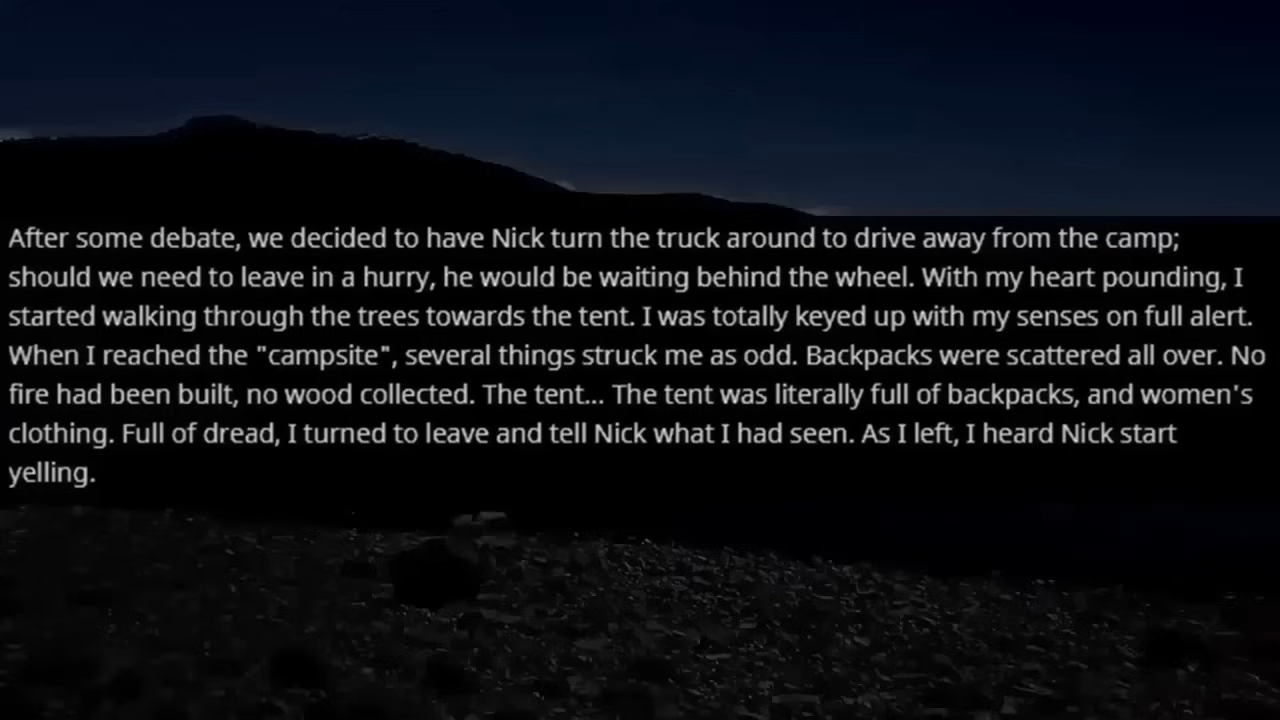 After some debate, we decided to have Nick turn the truck around to drive away from the camp;
should we need to leave in a hurry, he would be waiting behind the wheel. With my heart pounding, I
started walking through the trees towards the tent. I was totally keyed up with my senses on full alert.
When I reached the "campsite", several things struck me as odd. Backpacks were scattered all over. No
fire had been built, no wood collected. The tent... The tent was literally full of backpacks, and women's
clothing. Full of dread, I turned to leave and tell Nick what I had seen. As I left, I heard Nick start
yelling.